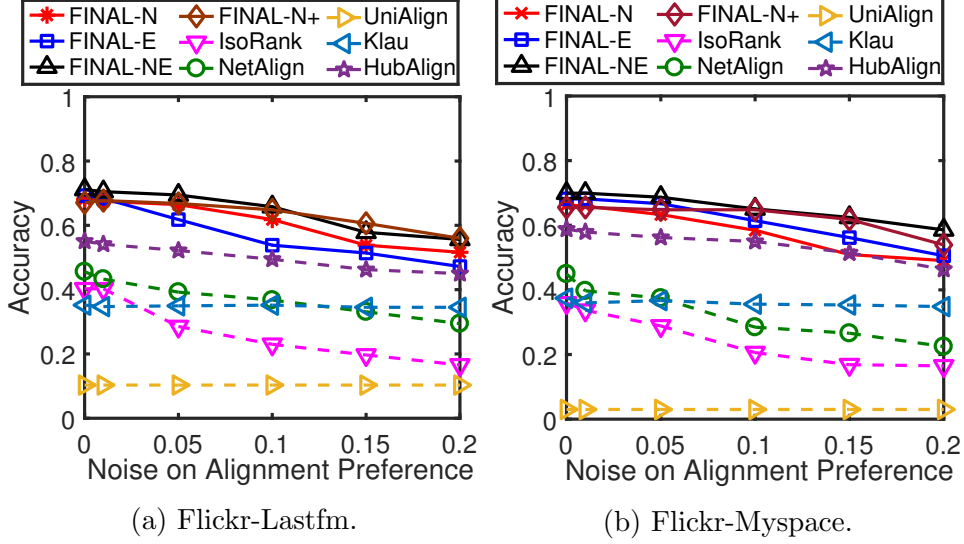 FINAL-N FINAL-N+ UniAlign
FINAL-E IsoRank Klau
FINAL-NE NetAlign HubAlign
1
0.8
0.6
0.4
0.2
0
Accuracy
0 0.05 0.1 0.15 0.2
Noise on Alignment Preference
(a) Flickr-Lastfm.
FINAL-N FINAL-N+ UniAlign
FINAL-E IsoRank Klau
FINAL-NE NetAlign HubAlign
1
0.8
0.6
0.4
0.2
0
Accuracy
0 0.05 0.1 0.15 0.2
Noise on Alignment Preference
(b) Flickr-Myspace.